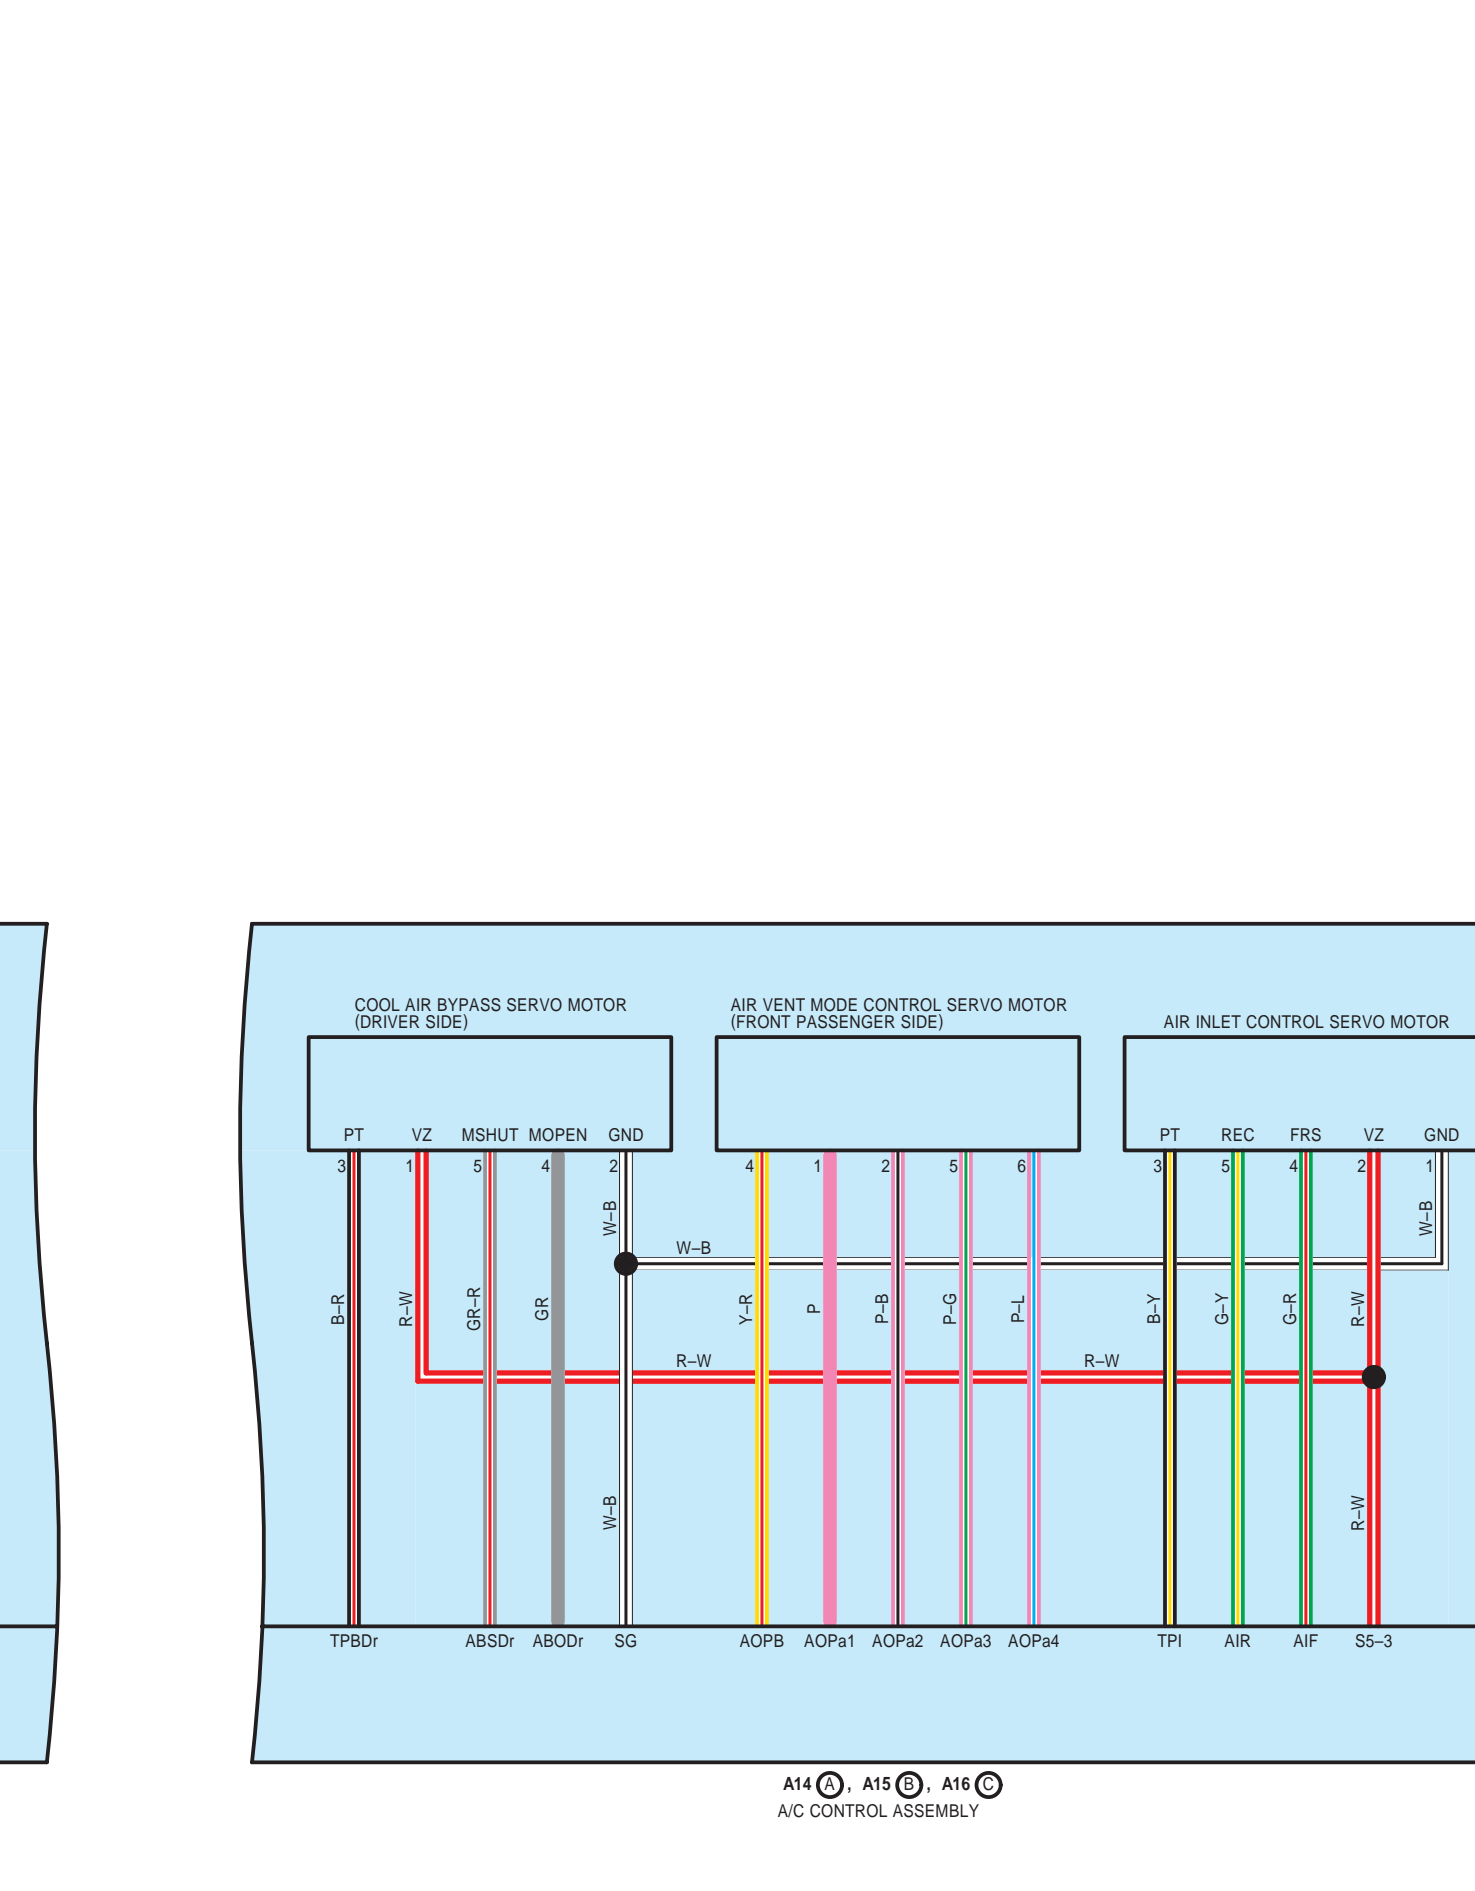 COOL AIR BYPASS SERVO MOTOR
(DRIVER SIDE)
AIR VENT MODE CONTROL SERVO MOTOR
(FRONT PASSENGER SIDE)
AIR INLET CONTROL SERVO MOTOR
PT VZ MSHUT MOPEN GND
PT REC FRS VZ GND
3 1 5 4 2 4 1 2 5 6 3 5 4 2 1
W–B
W–B
W–B
B–R
R–W
GR–R
GR
Y–R
P
P–B
P–G
P–L
B–Y
G–Y
G–R
R–W
R–W
R–W
W–B
R–W
TPBDr ABSDr ABODr SG AOPB AOPa1 AOPa2 AOPa3 AOPa4 TPI AIR AIF S5–3
A14 A , A15 B , A16 C
A/C CONTROL ASSEMBLY